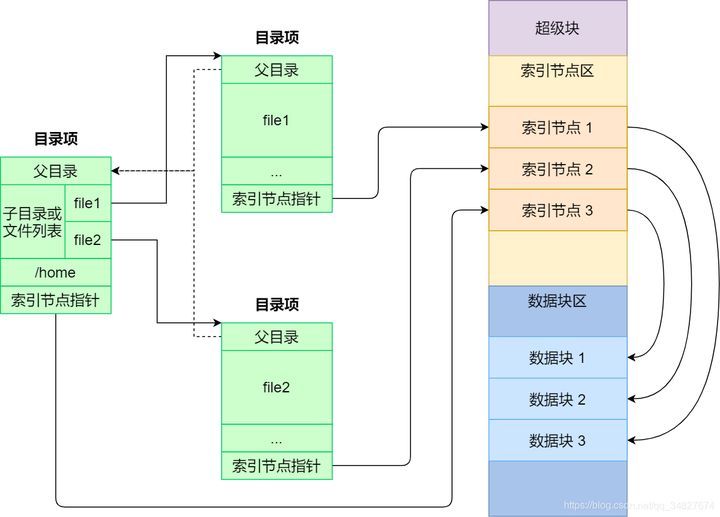 目录项
父目录
子目录或
文件列表
file1
file2
/home
索引节点指针
目录项
父目录
file1
...
索引节点指针
目录项
父目录
file2
...
索引节点指针
超级块
索引节点区
索引节点 1
索引节点 2
索引节点 3
数据块区
数据块 1
数据块 2
数据块 3
https://blog.csdn.net/qq_34827674